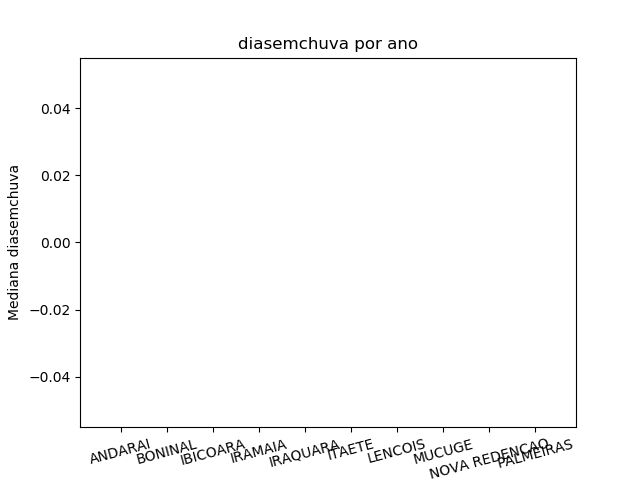 diasemchuva por ano
Mediana diasemchuva
0.04
0.02
0.00
−0.02
−0.04
ANDARAI
BONINAL
IBICOARA
IRAMAIA
IRAQUARA
ITAETE
LENCOIS
MUCUGE
NOVA REDENCAO
PALMEIRAS